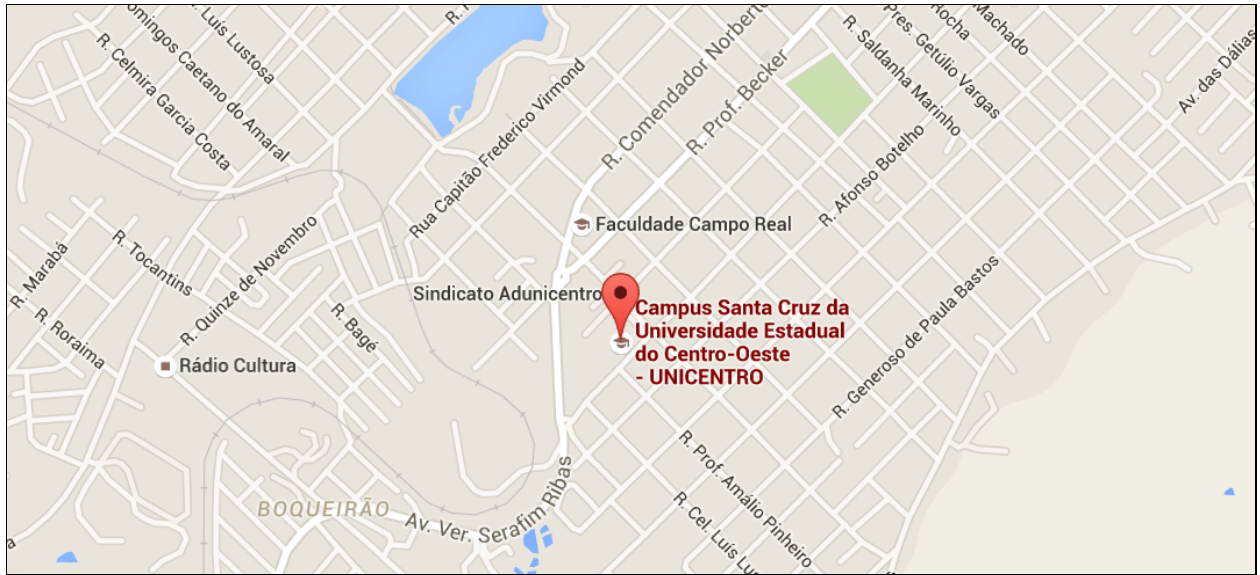 R. Luís Lustosa
Domingos Caetano do Amaral
R. Celmira Garcia Costa
Rua Capitão Frederico Virmond
R. Comendador Norberto
R. Prof. Becker
R. Saldanha Marinho
Pres. Getúlio Vargas
Rocha
Machado
Av. das Dálias
R. Afonso Botelho
Faculdade Campo Real
R. Marabá
R. Tocantins
R. Quinze de Novembro
R. Roraima
R. Bagé
Sindicato Adunicentro
Campus Santa Cruz da
Universidade Estadual
do Centro-Oeste
- UNICENTRO
R. Generoso de Paula Bastos
Rádio Cultura
BOQUEIRÃO
Av. Ver. Serafim Ribas
R. Prof. Amálio Pinheiro
R. Cel. Luís Lus